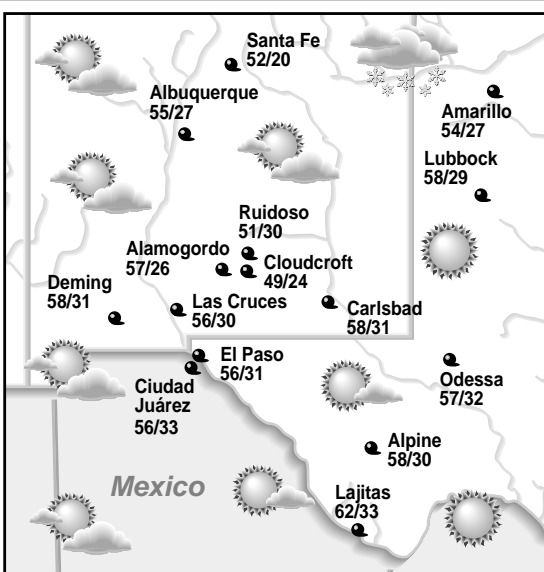 Santa Fe
52/20
Albuquerque
55/27
Amarillo
54/27
Lubbock
58/29
Ruidoso
51/30
Alamogordo
57/26
Cloudcroft
49/24
Deming
58/31
Las Cruces
56/30
Carlsbad
58/31
El Paso
56/31
Ciudad
Juárez
56/33
Odessa
57/32
Alpine
58/30
Mexico
Lajitas
62/33